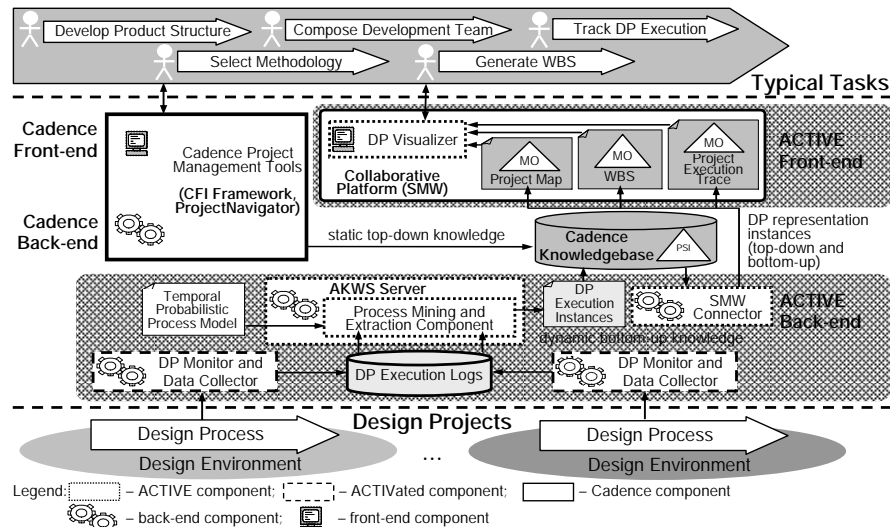 Develop Product Structure
Compose Development Team
Track DP Execution
Select Methodology
Generate WBS
Typical Tasks
Cadence
Front-end
Cadence Project
Management Tools
(CFI Framework,
ProjectNavigator)
Cadence
Back-end
DP Visualizer
Collaborative
Platform (SMW)
MO
Project Map
MO
WBS
MO
Project
Execution
Trace
ACTIVE
Front-end
static top-down knowledge
Cadence
Knowledgebase
PSI
DP representation
instances
(top-down and
bottom-up)
Temporal
Probabilistic
Process Model
AKWS Server
Process Mining and
Extraction Component
DP
Execution
Instances
SMW
Connector
ACTIVE
Back-end
dynamic bottom-up knowledge
DP Monitor and
Data Collector
DP Execution Logs
DP Monitor and
Data Collector
Design Projects
Design Process
Design Environment
...
Design Process
Design Environment
Legend: – ACTIVE component; – ACTIVated component; – Cadence component
– back-end component; – front-end component